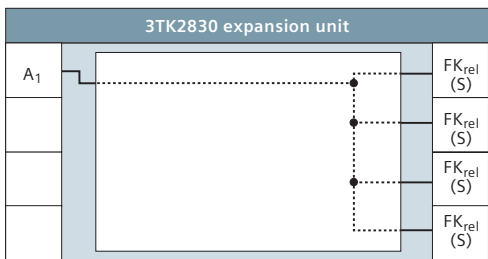 3TK2830 expansion unit
A1
FKrel
(S)
FKrel
(S)
FKrel
(S)
FKrel
(S)